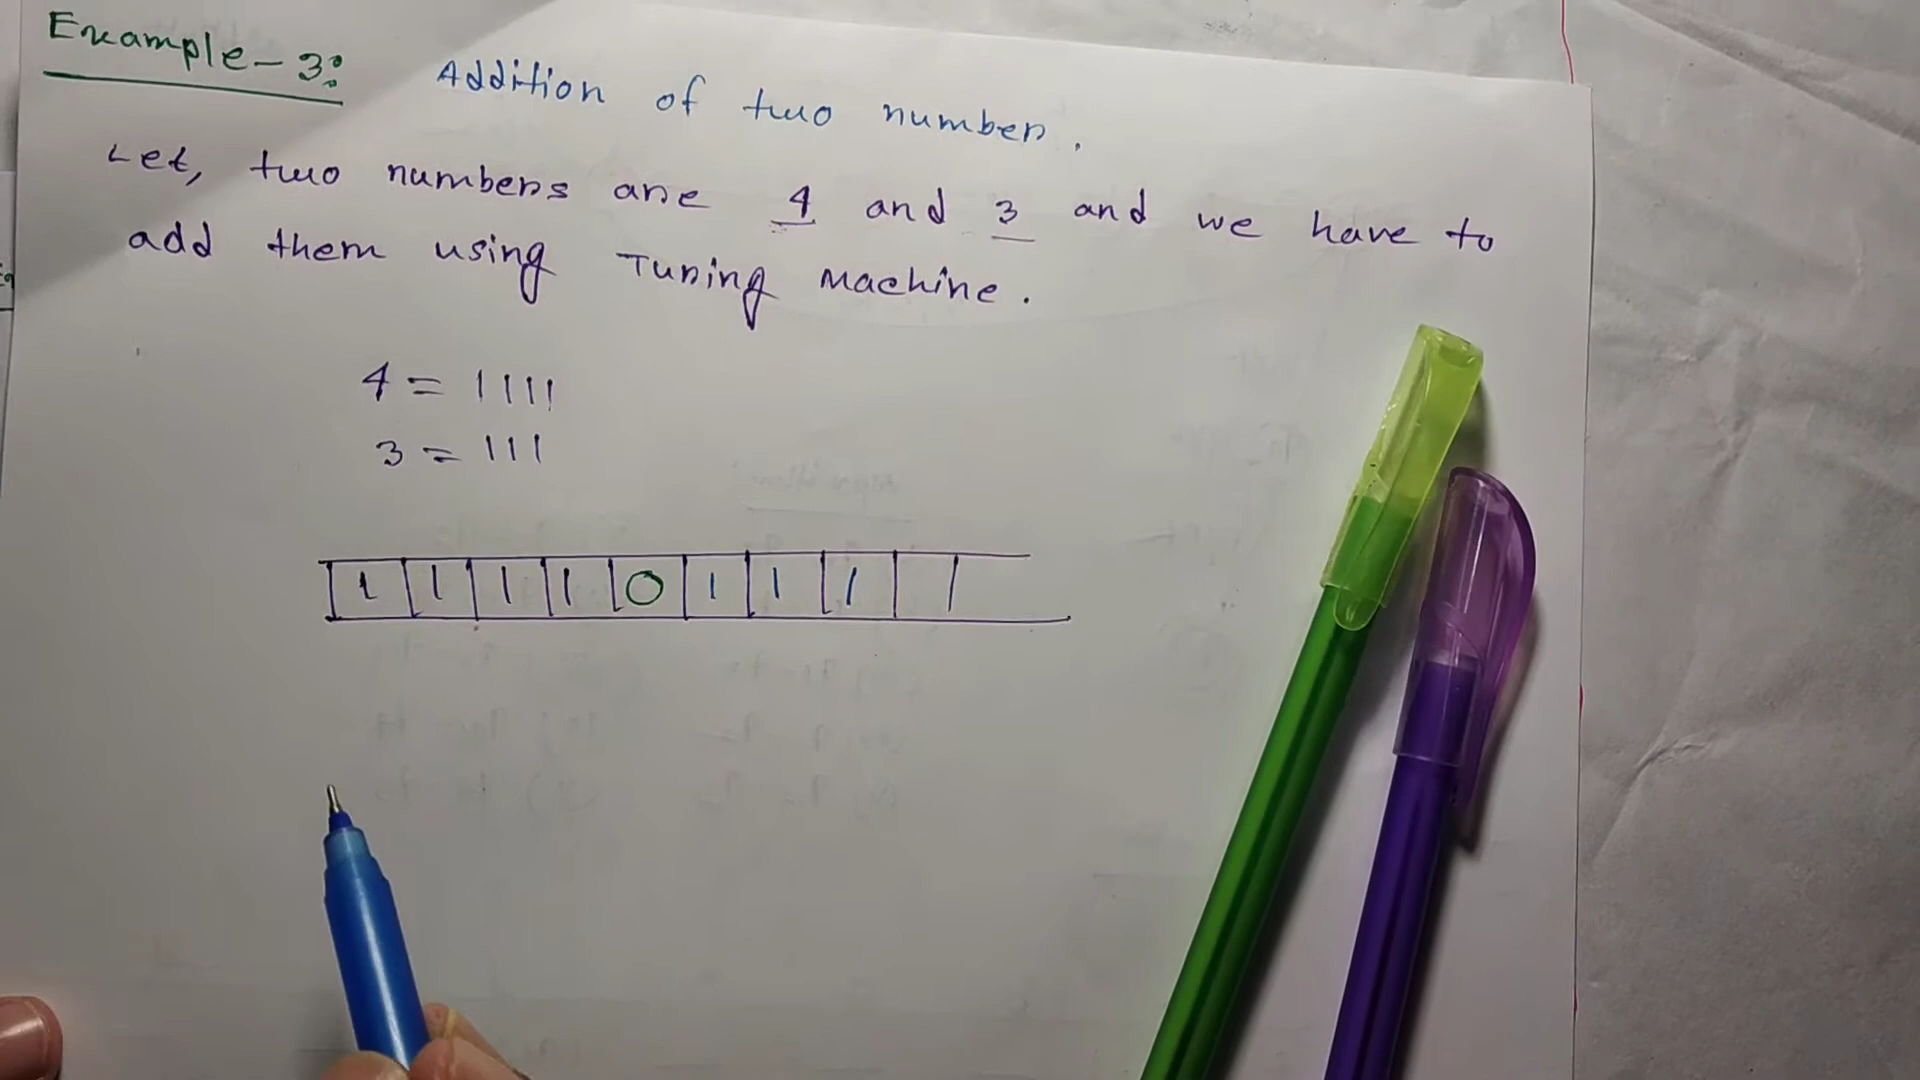 Example-3:
Addition of two number.
Let, two numbers are 4 and 3 and we have to
add them using Turing Machine.
4 = 1111
3 = 111
1 1 1 1 0 1 1 1